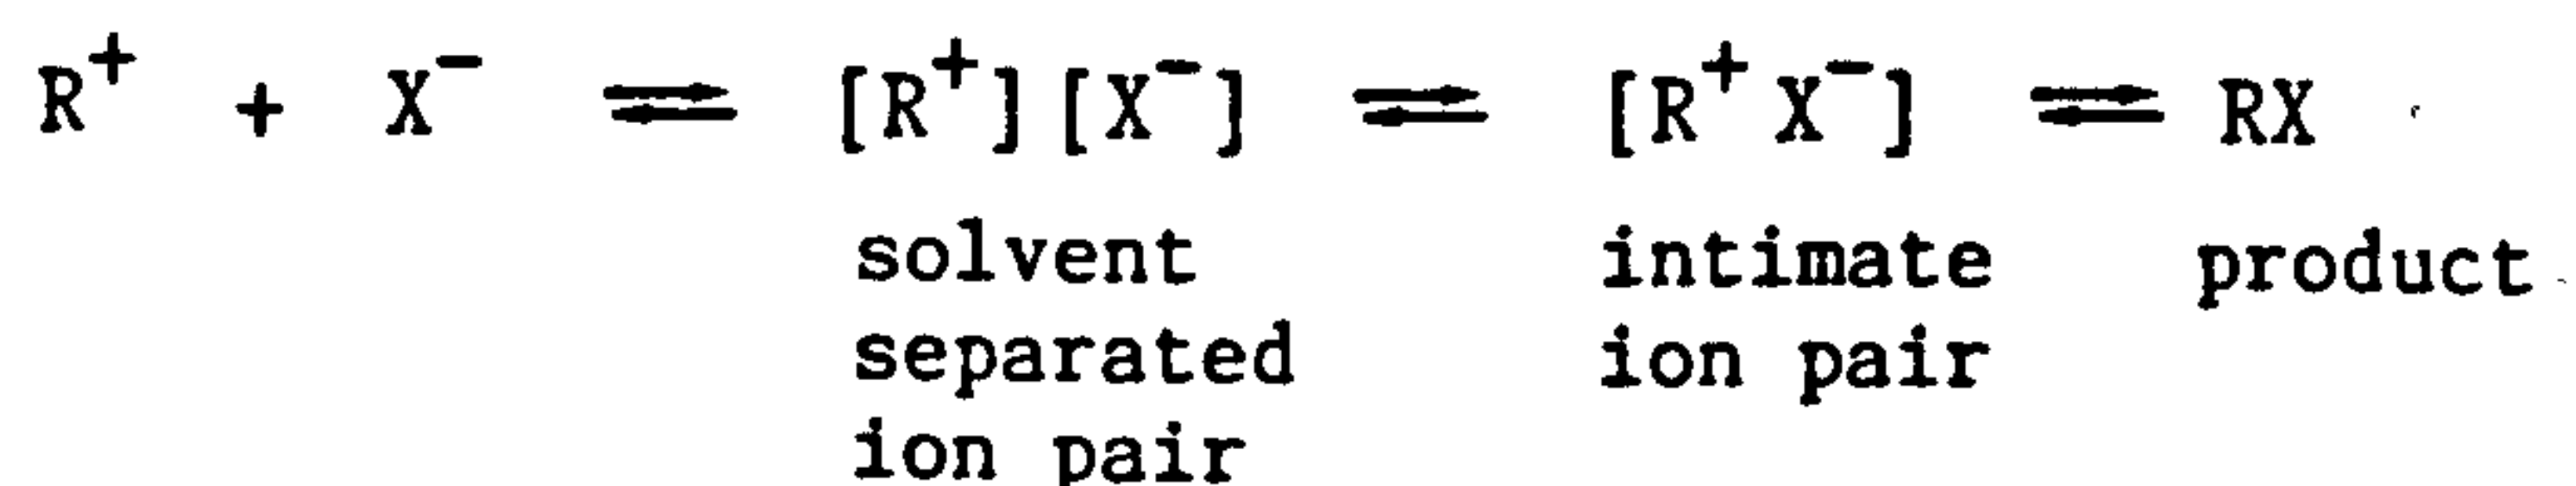 R⁺ + X⁻ ⇌ [R⁺][X⁻] ⇌ [R⁺X⁻] ⇌ RX
solvent intimate product
separated ion pair
ion pair